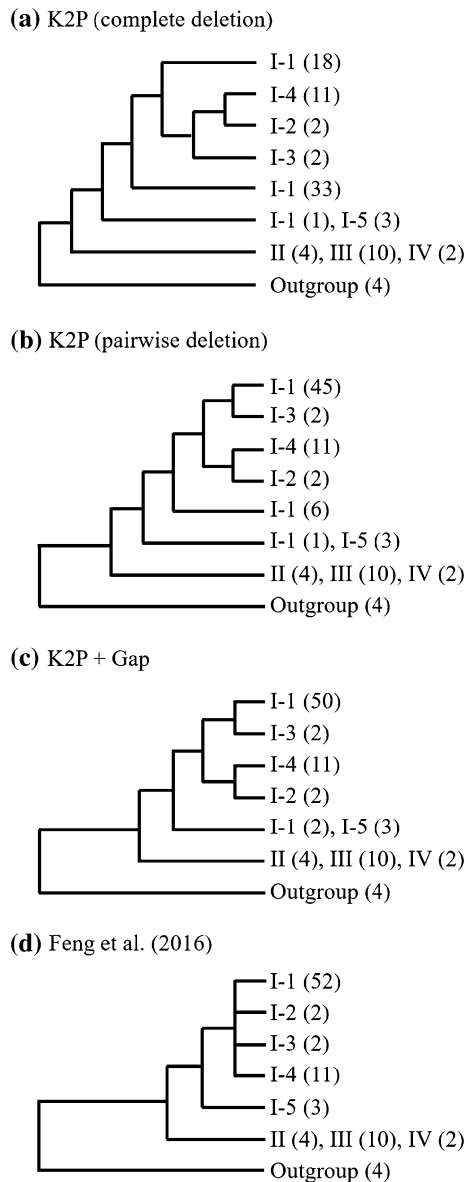 (a) K2P (complete deletion)
I-1 (18)
I-4 (11)
I-2 (2)
I-3 (2)
I-1 (33)
I-1 (1), I-5 (3)
II (4), III (10), IV (2)
Outgroup (4)
(b) K2P (pairwise deletion)
I-1 (45)
I-3 (2)
I-4 (11)
I-2 (2)
I-1 (6)
I-1 (1), I-5 (3)
II (4), III (10), IV (2)
Outgroup (4)
(c) K2P + Gap
I-1 (50)
I-3 (2)
I-4 (11)
I-2 (2)
I-1 (2), I-5 (3)
II (4), III (10), IV (2)
Outgroup (4)
(d) Feng et al. (2016)
I-1 (52)
I-2 (2)
I-3 (2)
I-4 (11)
I-5 (3)
II (4), III (10), IV (2)
Outgroup (4)